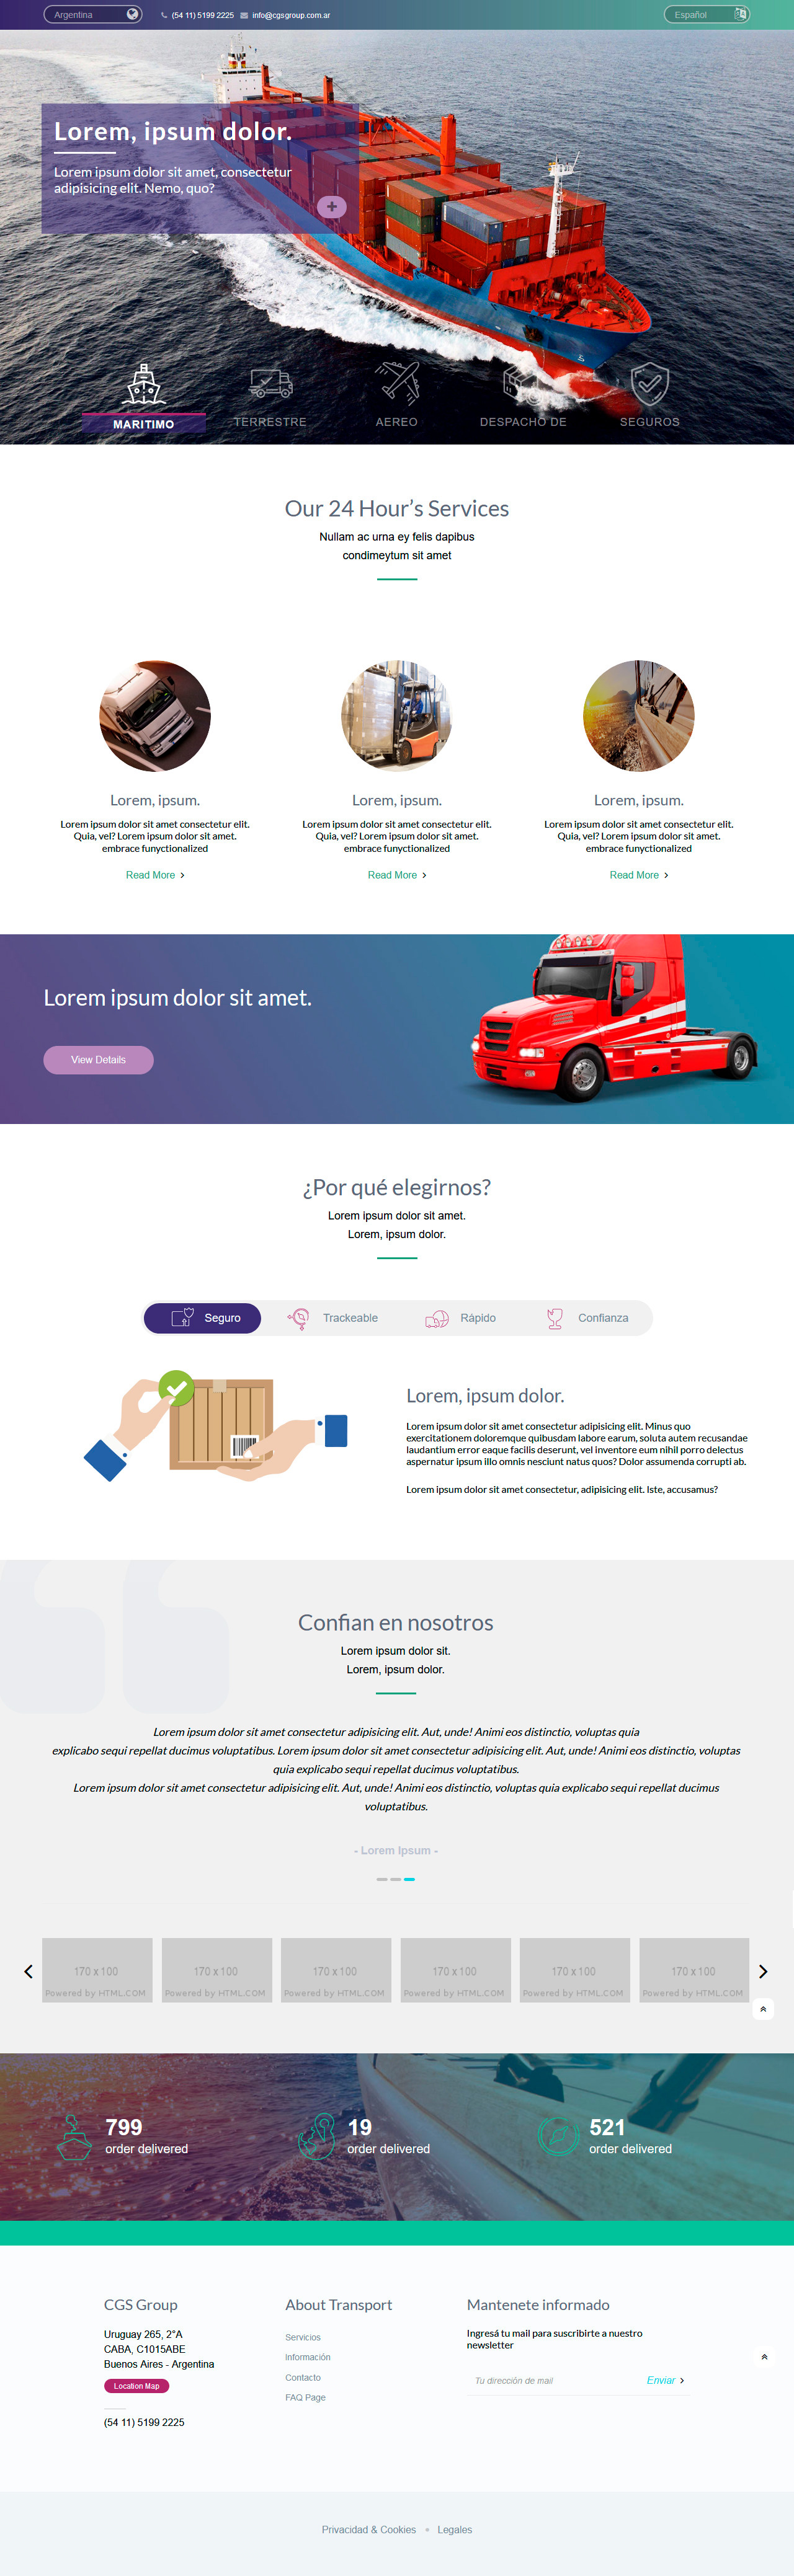 Argentina
(54 11) 5199 2225
info@cgsgroup.com.ar
Español
Lorem, ipsum dolor.
Lorem ipsum dolor sit amet, consectetur
adipisicing elit. Nemo, quo?
MARITIMO
TERRESTRE
AEREO
DESPACHO DE
SEGUROS
Our 24 Hour’s Services
Nullam ac urna ey felis dapibus
condimeytum sit amet
Lorem, ipsum.
Lorem ipsum dolor sit amet consectetur elit.
Quia, vel? Lorem ipsum dolor sit amet.
embrace funyctionalized
Read More
Lorem, ipsum.
Lorem ipsum dolor sit amet consectetur elit.
Quia, vel? Lorem ipsum dolor sit amet.
embrace funyctionalized
Read More
Lorem, ipsum.
Lorem ipsum dolor sit amet consectetur elit.
Quia, vel? Lorem ipsum dolor sit amet.
embrace funyctionalized
Read More
Lorem ipsum dolor sit amet.
View Details
¿Por qué elegirnos?
Lorem ipsum dolor sit amet.
Lorem, ipsum dolor.
Seguro
Trackeable
Rápido
Confianza
Lorem, ipsum dolor.
Lorem ipsum dolor sit amet consectetur adipisicing elit. Minus quo
exercitationem doloremque quibusdam labore earum, soluta autem recusandae
laudantium error eaque facilis deserunt, vel inventore eum nihil porro delectus
aspernatur ipsum illo omnis nesciunt natus quos? Dolor assumenda corrupti ab.
Lorem ipsum dolor sit amet consectetur, adipisicing elit. Iste, accusamus?
Confian en nosotros
Lorem ipsum dolor sit.
Lorem, ipsum dolor.
Lorem ipsum dolor sit amet consectetur adipisicing elit. Aut, unde! Animi eos distinctio, voluptas quia
explicabo sequi repellat ducimus voluptatibus. Lorem ipsum dolor sit amet consectetur adipisicing elit. Aut, unde! Animi eos distinctio, voluptas
quia explicabo sequi repellat ducimus voluptatibus.
Lorem ipsum dolor sit amet consectetur adipisicing elit. Aut, unde! Animi eos distinctio, voluptas quia explicabo sequi repellat ducimus
voluptatibus.
- Lorem Ipsum -
170 x 100
Powered by HTML.COM
170 x 100
Powered by HTML.COM
170 x 100
Powered by HTML.COM
170 x 100
Powered by HTML.COM
170 x 100
Powered by HTML.COM
170 x 100
Powered by HTML.COM
799
order delivered
19
order delivered
521
order delivered
CGS Group
Uruguay 265, 2°A
CABA, C1015ABE
Buenos Aires - Argentina
Location Map
(54 11) 5199 2225
About Transport
Servicios
Información
Contacto
FAQ Page
Mantenete informado
Ingresá tu mail para suscribirte a nuestro
newsletter
Tu dirección de mail
Enviar
Privacidad & Cookies
Legales